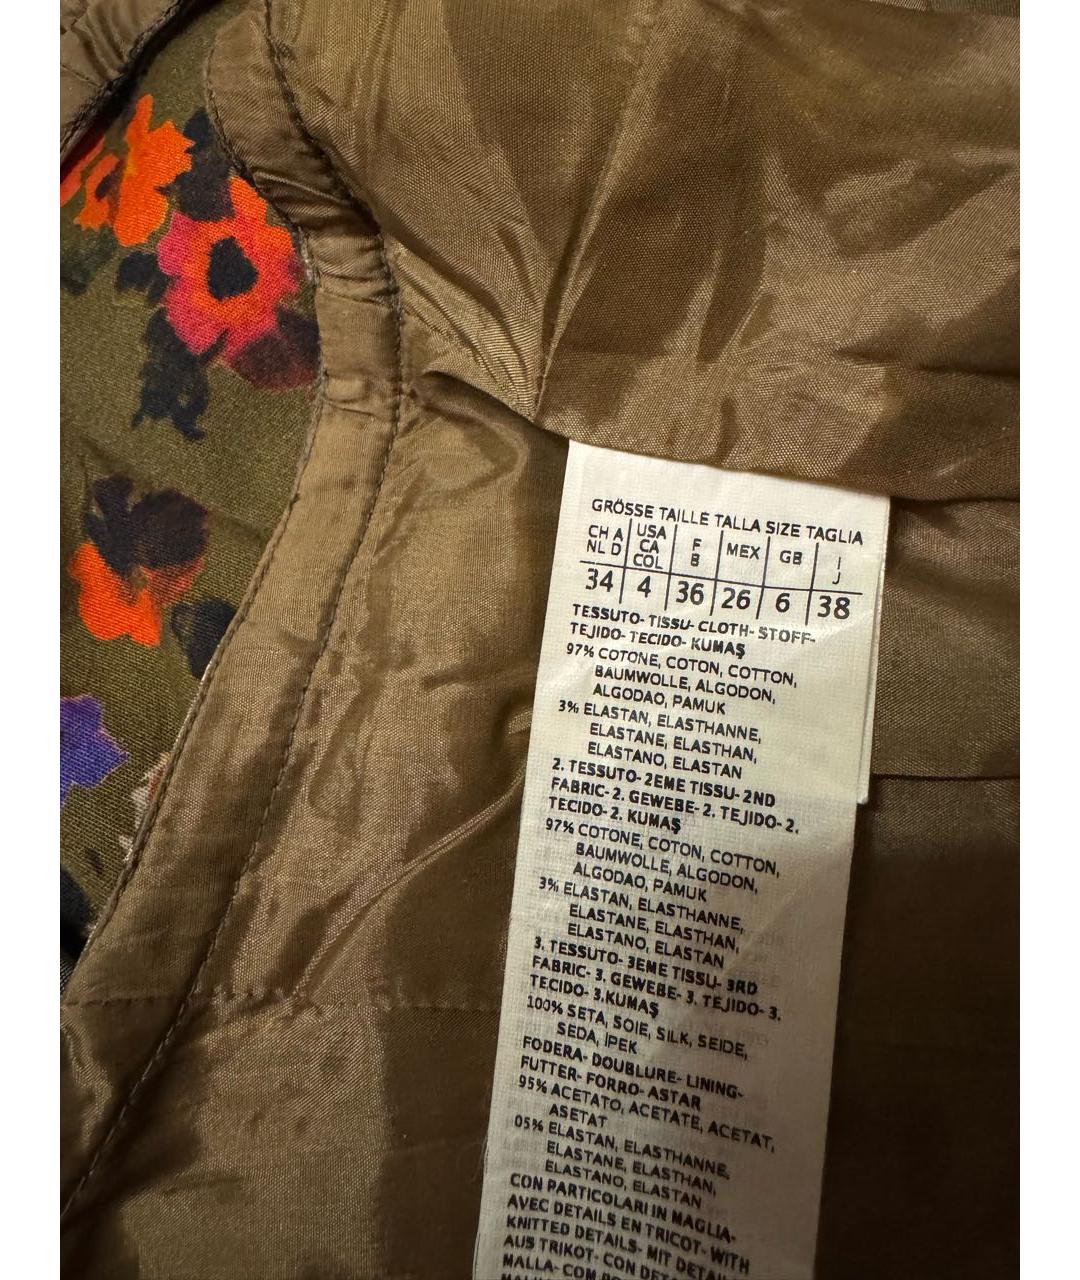 GRÖSSE TAILLE TALLA SIZE TAGLIA
CH A NL D USA CA COL F B MEX GB I J
34 4 36 26 6 38
TESSUTO- TISSU- CLOTH- STOFF-
TEJIDO- TECIDO- KUMAŞ
97% COTONE, COTON, COTTON,
BAUMWOLLE, ALGODON,
ALGODAO, PAMUK
3% ELASTAN, ELASTHANNE,
ELASTANE, ELASTHAN,
ELASTANO, ELASTAN
2. TESSUTO- 2EME TISSU- 2ND
FABRIC- 2. GEWEBE- 2. TEJIDO- 2.
TECIDO- 2. KUMAŞ
97% COTONE, COTON, COTTON,
BAUMWOLLE, ALGODON,
ALGODAO, PAMUK
3% ELASTAN, ELASTHANNE,
ELASTANE, ELASTHAN,
ELASTANO, ELASTAN
3. TESSUTO- 3EME TISSU- 3RD
FABRIC- 3. GEWEBE- 3. TEJIDO- 3.
TECIDO- 3.KUMAŞ
100% SETA, SOIE, SILK, SEIDE,
SEDA, IPEK
FODERA- DOUBLURE- LINING-
FUTTER- FORRO- ASTAR
95% ACETATO, ACETATE, ACETAT,
ASETAT
05% ELASTAN, ELASTHANNE,
ELASTANE, ELASTHAN,
ELASTANO, ELASTAN
CON PARTICOLARI IN MAGLIA-
AVEC DETAILS EN TRICOT- WITH
KNITTED DETAILS- MIT DETAILS
AUS TRIKOT- CON
MALLA- COM